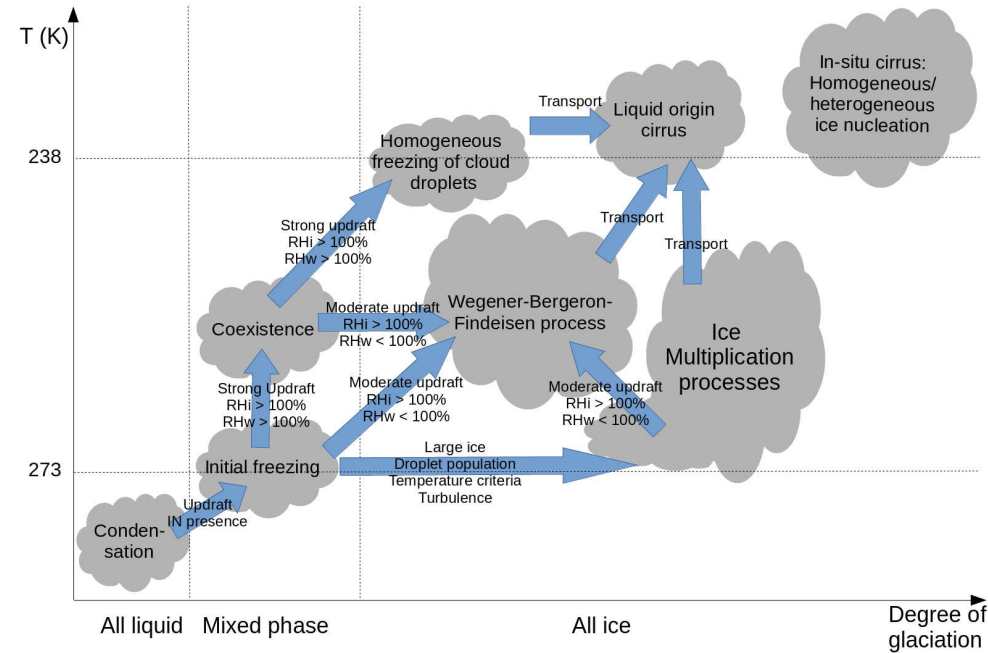 T (K)
In-situ cirrus:
Homogeneous/
heterogeneous
ice nucleation
Transport
Liquid origin
cirrus
238
Homogeneous
freezing of cloud
droplets
Strong updraft
RHi > 100%
RHw > 100%
Transport
Transport
Coexistence
Moderate updraft
RHi > 100%
RHw < 100%
Wegener-Bergeron-
Findeisen process
Ice
Multiplication
processes
Strong Updraft
RHi > 100%
RHw > 100%
Moderate updraft
RHi > 100%
RHw < 100%
Moderate updraft
RHi > 100%
RHw < 100%
273
Initial freezing
Large ice
Droplet population
Temperature criteria
Turbulence
Updraft
IN presence
Conden-
sation
All liquid
Mixed phase
All ice
Degree of
glaciation